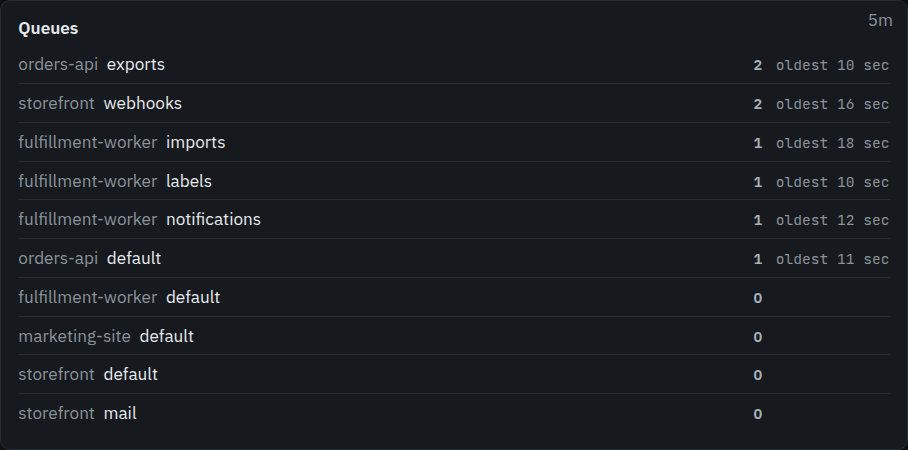 5m
Queues
orders-api exports 2 oldest 10 sec
storefront webhooks 2 oldest 16 sec
fulfillment-worker imports 1 oldest 18 sec
fulfillment-worker labels 1 oldest 10 sec
fulfillment-worker notifications 1 oldest 12 sec
orders-api default 1 oldest 11 sec
fulfillment-worker default 0
marketing-site default 0
storefront default 0
storefront mail 0